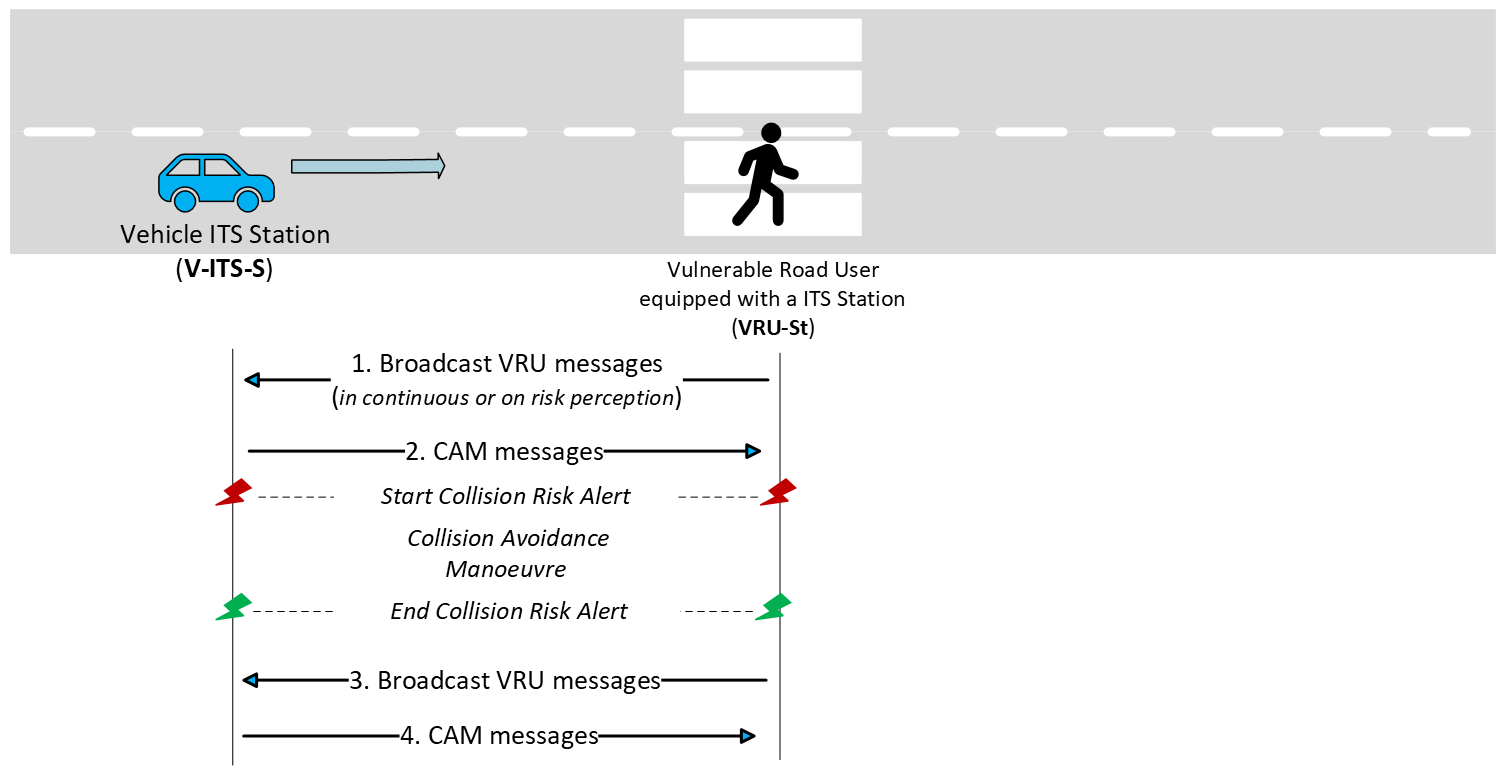 Vehicle ITS Station
(V-ITS-S)
Vulnerable Road User
equipped with a ITS Station
(VRU-St)
1. Broadcast VRU messages
(in continuous or on risk perception)
2. CAM messages
Start Collision Risk Alert
Collision Avoidance
Manoeuvre
End Collision Risk Alert
3. Broadcast VRU messages
4. CAM messages